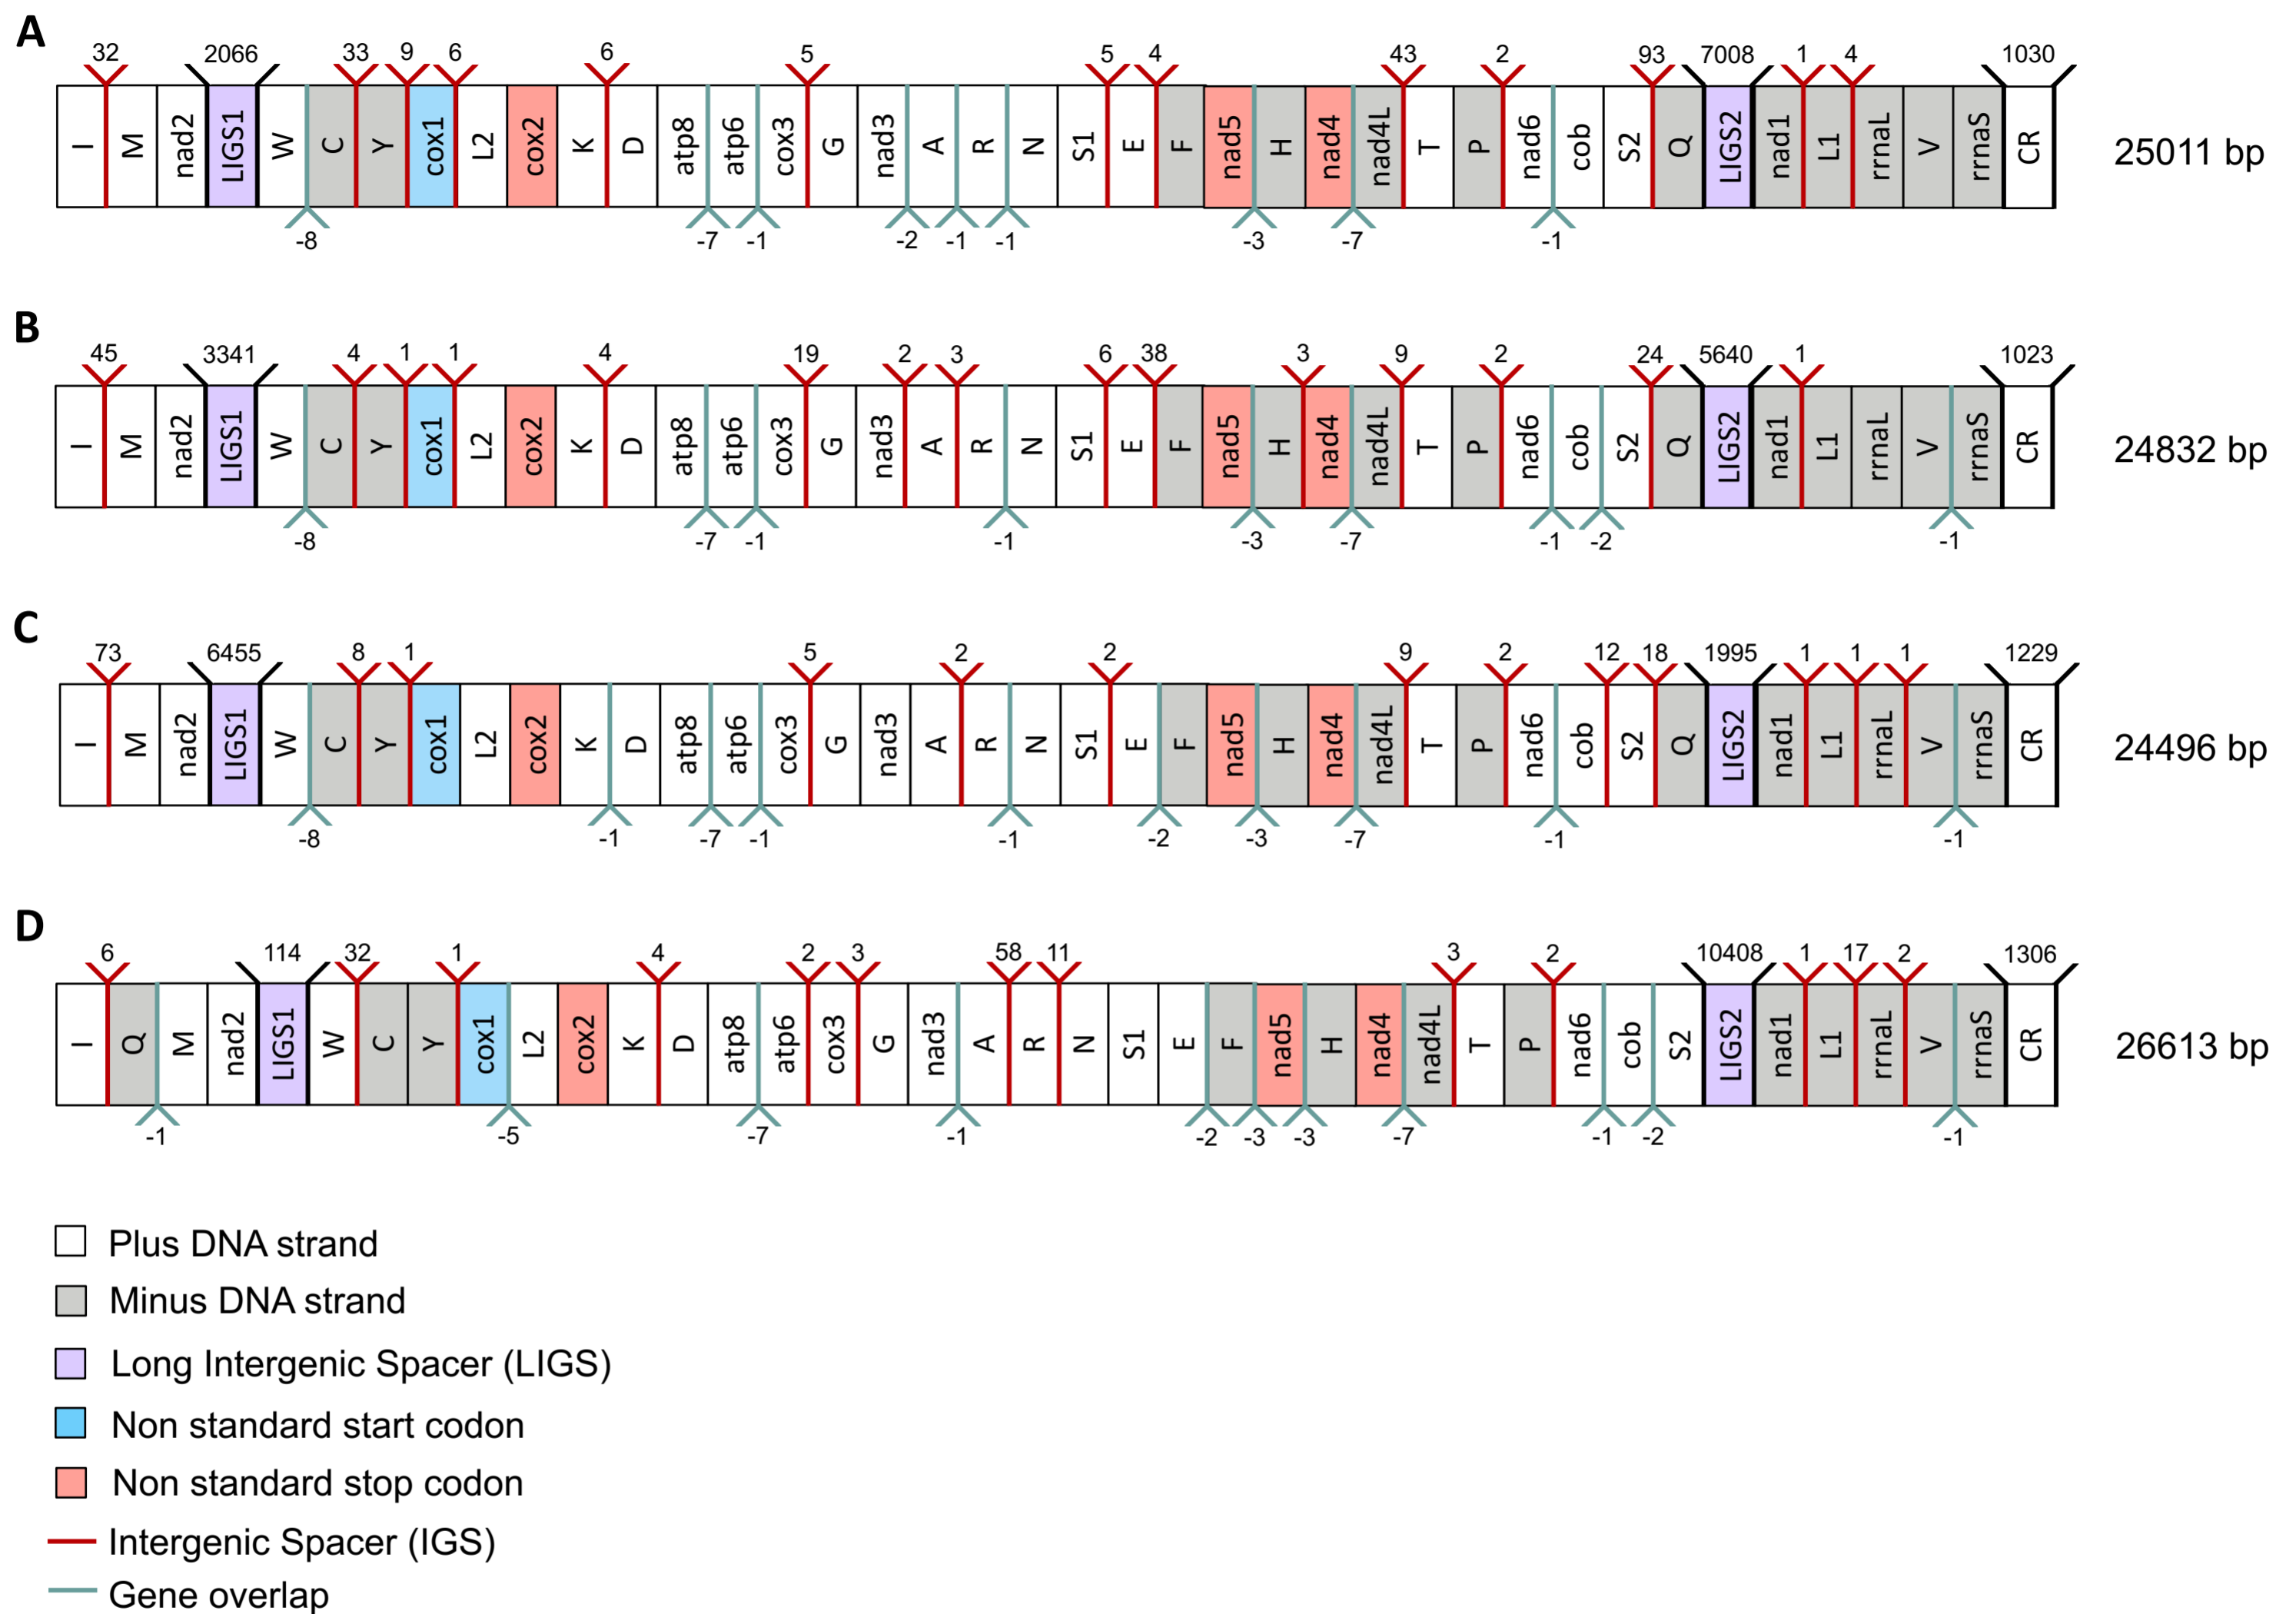 A
32 2066 33 9 6 6 5 5 4 43 2 93 7008 1 4 1030
I M nad2 LIGS1 W C Y cox1 L2 cox2 K D atp8 atp6 cox3 G nad3 A R N S1 E F nad5 H nad4 nad4L T P nad6 cob S2 Q LIGS2 nad1 L1 rrnaL V rrnaS CR 25011 bp
-8 -7 -1 -2 -1 -1 -3 -7 -1
B
45 3341 4 1 1 4 19 2 3 6 38 3 9 2 24 5640 1 1023
I M nad2 LIGS1 W C Y cox1 L2 cox2 K D atp8 atp6 cox3 G nad3 A R N S1 E F nad5 H nad4 nad4L T P nad6 cob S2 Q LIGS2 nad1 L1 rrnaL V rrnaS CR 24832 bp
-8 -7 -1 -1 -3 -7 -1 -2 -1
C
73 6455 8 1 5 2 2 9 2 12 18 1995 1 1 1 1229
I M nad2 LIGS1 W C Y cox1 L2 cox2 K D atp8 atp6 cox3 G nad3 A R N S1 E F nad5 H nad4 nad4L T P nad6 cob S2 Q LIGS2 nad1 L1 rrnaL V rrnaS CR 24496 bp
-8 -1 -7 -1 -1 -2 -3 -7 -1 -1
D
6 114 32 1 4 2 3 58 11 3 2 10408 1 17 2 1306
I Q M nad2 LIGS1 W C Y cox1 L2 cox2 K D atp8 atp6 cox3 G nad3 A R N S1 E F nad5 H nad4 nad4L T P nad6 cob S2 LIGS2 nad1 L1 rrnaL V rrnaS CR 26613 bp
-1 -5 -7 -1 -2 -3 -3 -7 -1 -2 -1
Plus DNA strand
Minus DNA strand
Long Intergenic Spacer (LIGS)
Non standard start codon
Non standard stop codon
Intergenic Spacer (IGS)
Gene overlap